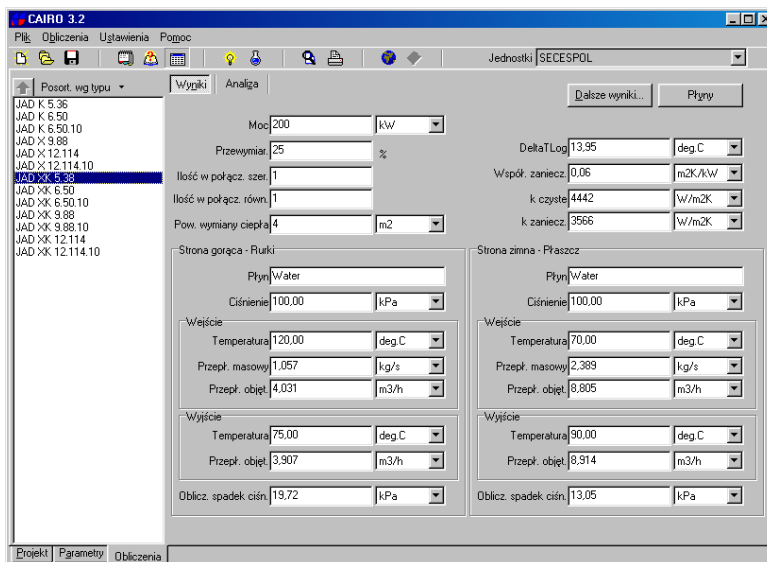 CAIRO 3.2
Plik Obliczenia Ustawienia Pomoc
Jednostki SECESPOL
Posort. wg typu
JAD K 5.36
JAD K 6.50
JAD K 6.50.10
JAD X 9.88
JAD X 12.114
JAD X 12.114.10
JAD XK 5.38
JAD XK 6.50
JAD XK 6.50.10
JAD XK 9.88
JAD XK 9.88.10
JAD XK 12.114
JAD XK 12.114.10
Wyniki Analiza
Dalsze wyniki... Płyny
Moc 200 kW
Przewymiar. 25 %
Ilość w połącz. szer. 1
Ilość w połącz. równ. 1
Pow. wymiany ciepła 4 m2
DeltaTLog 13,95 deg.C
Współ. zaniecz. 0,06 m2K/kW
k czyste 4442 W/m2K
k zaniecz. 3566 W/m2K
Strona gorąca - Rurki
Płyn Water
Ciśnienie 100,00 kPa
Wejście
Temperatura 120,00 deg.C
Przepł. masowy 1,057 kg/s
Przepł. objęt. 4,031 m3/h
Wyjście
Temperatura 75,00 deg.C
Przepł. objęt. 3,907 m3/h
Oblicz. spadek ciśn. 19,72 kPa
Strona zimna - Płaszcz
Płyn Water
Ciśnienie 100,00 kPa
Wejście
Temperatura 70,00 deg.C
Przepł. masowy 2,389 kg/s
Przepł. objęt. 8,805 m3/h
Wyjście
Temperatura 90,00 deg.C
Przepł. objęt. 8,914 m3/h
Oblicz. spadek ciśn. 13,05 kPa
Projekt Parametry Obliczenia